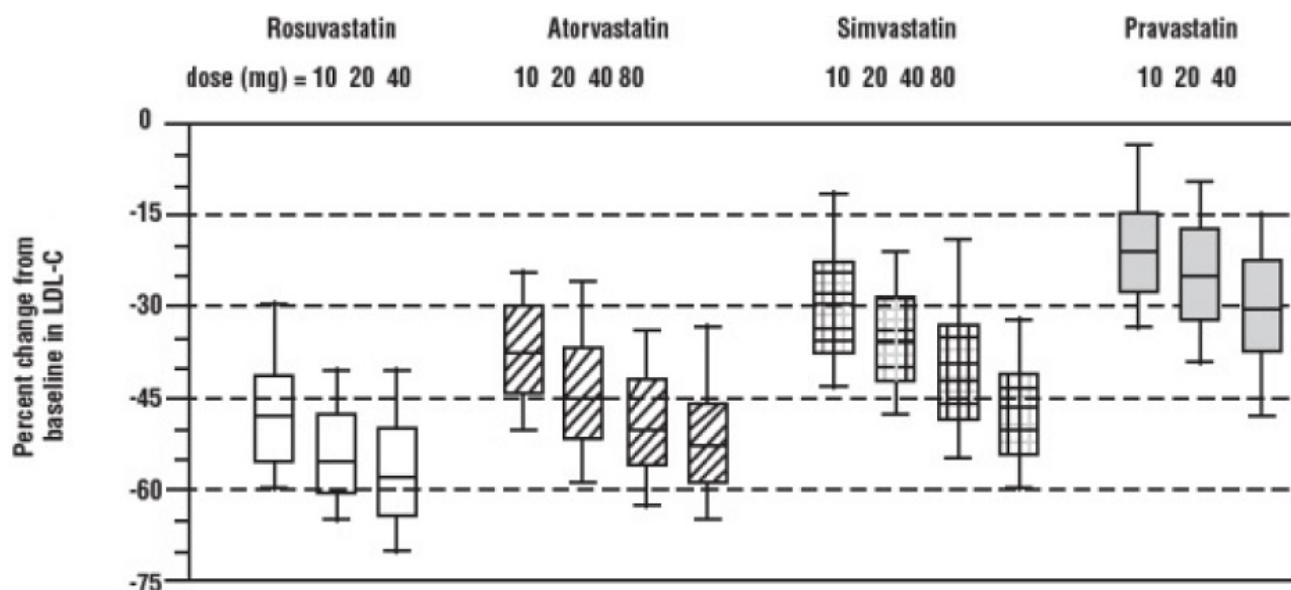 Rosuvastatin Atorvastatin Simvastatin Pravastatin
dose (mg) = 10 20 40 10 20 40 80 10 20 40 80 10 20 40
Percent change from
baseline in LDL-C
0
-15
-30
-45
-60
-75